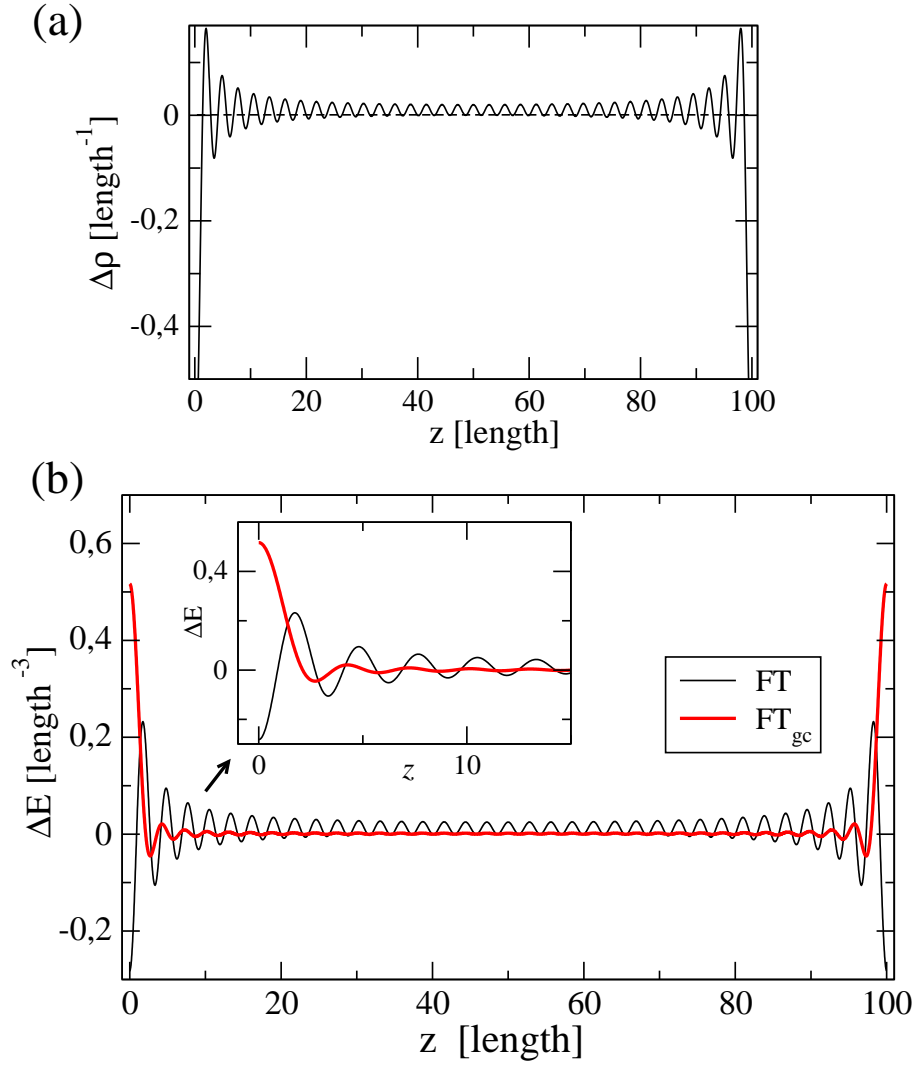 (a)
Δρ [length⁻¹]
0
-0,2
-0,4
0 20 40 60 80 100
z [length]
(b)
ΔE [length⁻³]
0,6
0,4
0,2
0
-0,2
0 20 40 60 80 100
z [length]
ΔE
0,4
0
0 10
z
FT
FT_gc